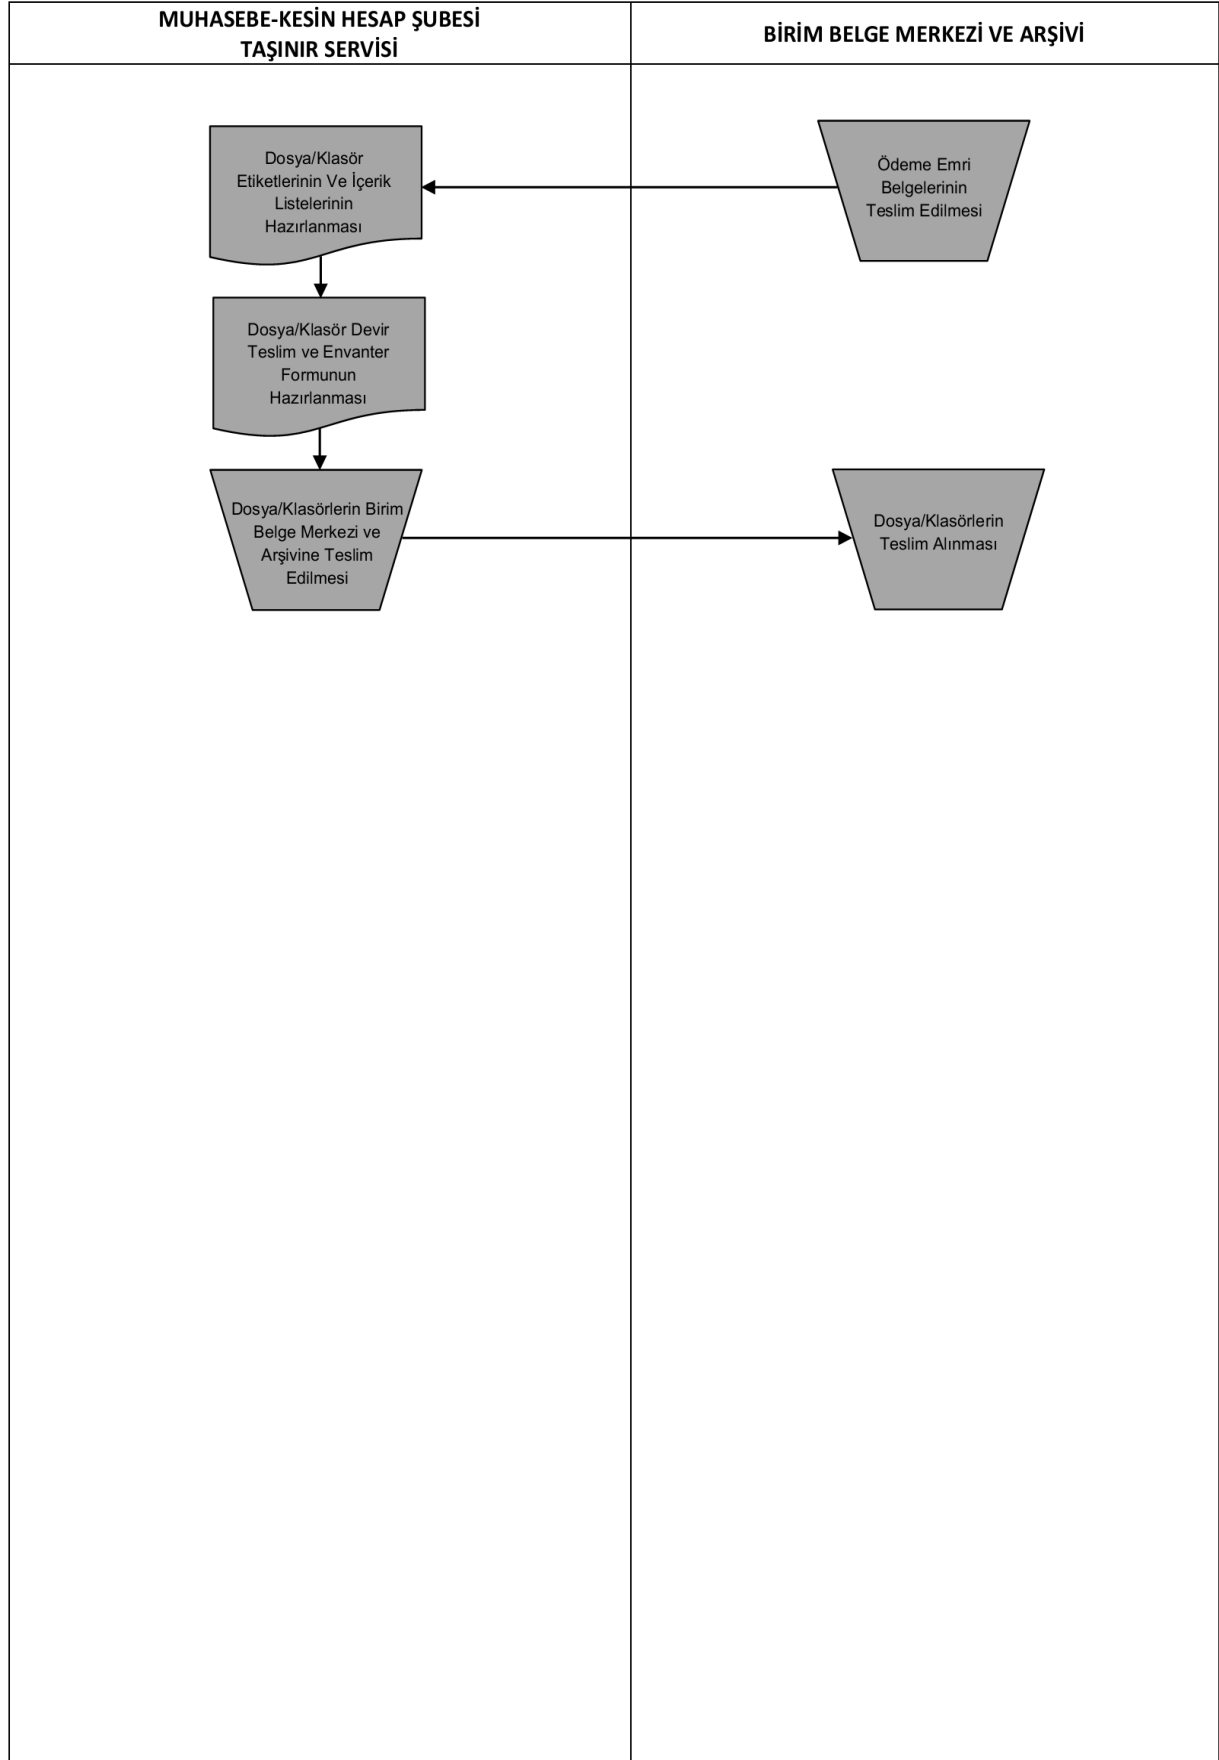 MUHASEBE-KESİN HESAP ŞUBESİ
TAŞINIR SERVİSİ
BİRİM BELGE MERKEZİ VE ARŞİVİ
Dosya/Klasör
Etiketlerinin Ve İçerik
Listelerinin
Hazırlanması
Ödeme Emri
Belgelerinin
Teslim Edilmesi
Dosya/Klasör Devir
Teslim ve Envanter
Formunun
Hazırlanması
Dosya/Klasörlerin Birim
Belge Merkezi ve
Arşivine Teslim
Edilmesi
Dosya/Klasörlerin
Teslim Alınması